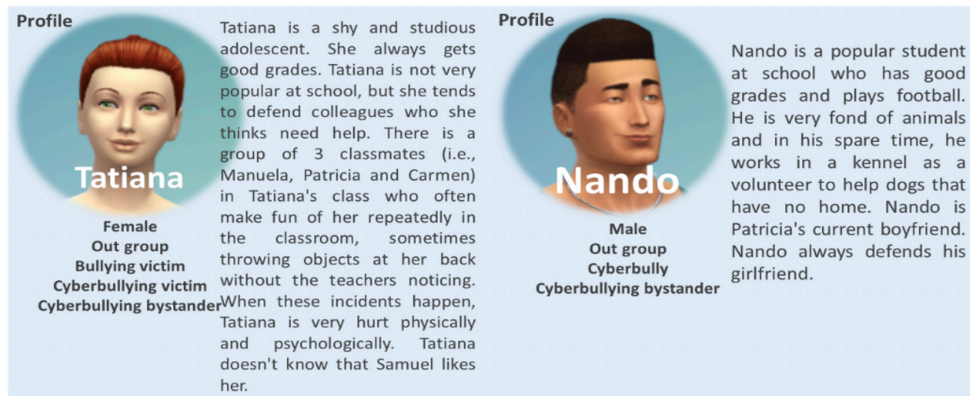 Profile
Tatiana
Female
Out group
Bullying victim
Cyberbullying victim
Cyberbullying bystander
Tatiana is a shy and studious
adolescent. She always gets
good grades. Tatiana is not very
popular at school, but she tends
to defend colleagues who she
thinks need help. There is a
group of 3 classmates (i.e.,
Manuela, Patricia and Carmen)
in Tatiana's class who often
make fun of her repeatedly in
the classroom, sometimes
throwing objects at her back
without the teachers noticing.
When these incidents happen,
Tatiana is very hurt physically
and psychologically. Tatiana
doesn't know that Samuel likes
her.
Profile
Nando
Male
Out group
Cyberbully
Cyberbullying bystander
Nando is a popular student
at school who has good
grades and plays football.
He is very fond of animals
and in his spare time, he
works in a kennel as a
volunteer to help dogs that
have no home. Nando is
Patricia's current boyfriend.
Nando always defends his
girlfriend.